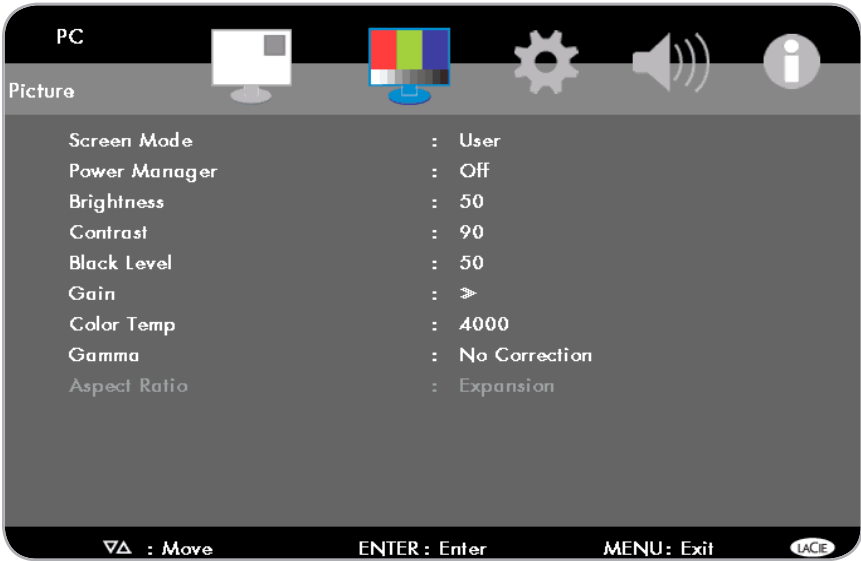 PC
Picture
Screen Mode : User
Power Manager : Off
Brightness : 50
Contrast : 90
Black Level : 50
Gain : ➢
Color Temp : 4000
Gamma : No Correction
Aspect Ratio : Expansion
▽△ : Move ENTER : Enter MENU : Exit LACIE